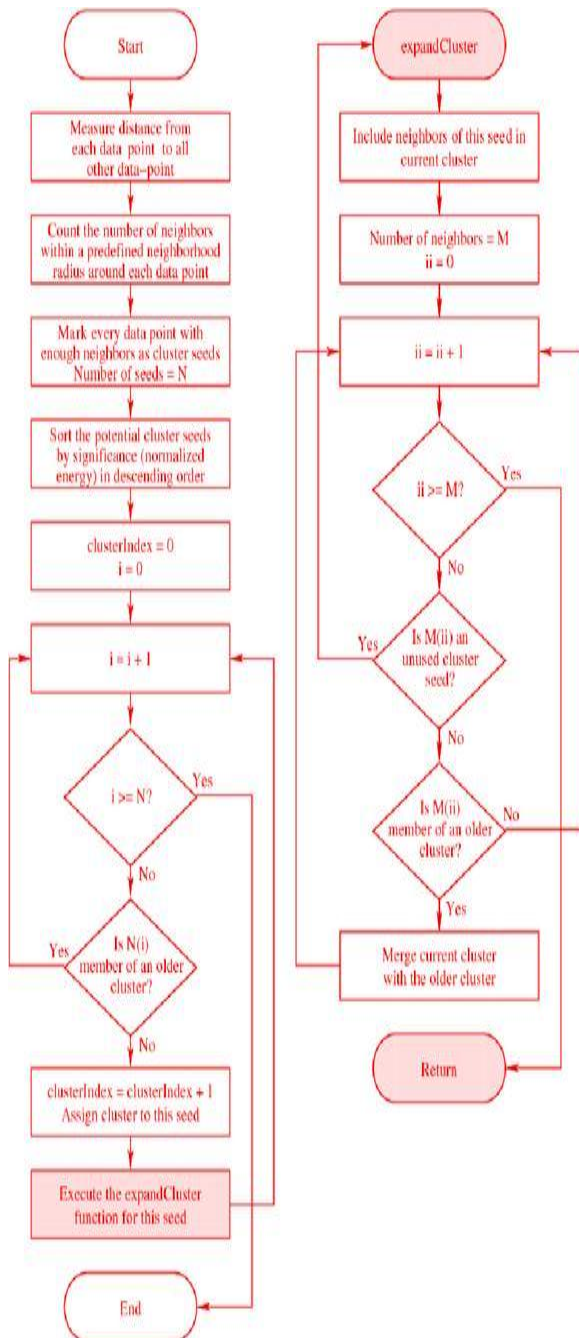 Start
Measure distance from
each data point to all
other data-point
Count the number of neighbors
within a predefined neighborhood
radius around each data point
Mark every data point with
enough neighbors as cluster seeds
Number of seeds = N
Sort the potential cluster seeds
by significance (normalized
energy) in descending order
clusterIndex = 0
i = 0
i = i + 1
i >= N?
Yes
No
Is N(i)
member of an older
cluster?
Yes
No
clusterIndex = clusterIndex + 1
Assign cluster to this seed
Execute the expandCluster
function for this seed
End
expandCluster
Include neighbors of this seed in
current cluster
Number of neighbors = M
ii = 0
ii = ii + 1
ii >= M?
Yes
No
Is M(ii) an
unused cluster
seed?
Yes
No
Is M(ii)
member of an older
cluster?
No
Yes
Merge current cluster
with the older cluster
Return